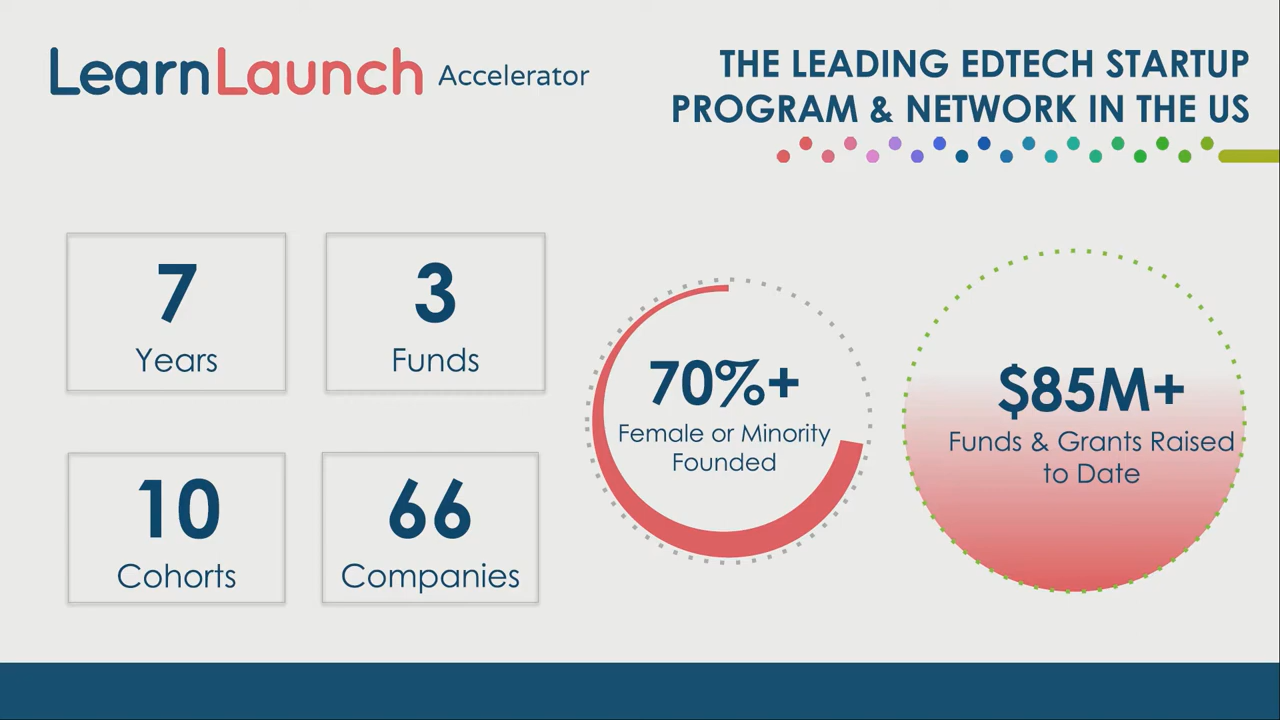 LearnLaunch Accelerator
THE LEADING EDTECH STARTUP
PROGRAM & NETWORK IN THE US
7
Years
3
Funds
10
Cohorts
66
Companies
70%+
Female or Minority
Founded
$85M+
Funds & Grants Raised
to Date